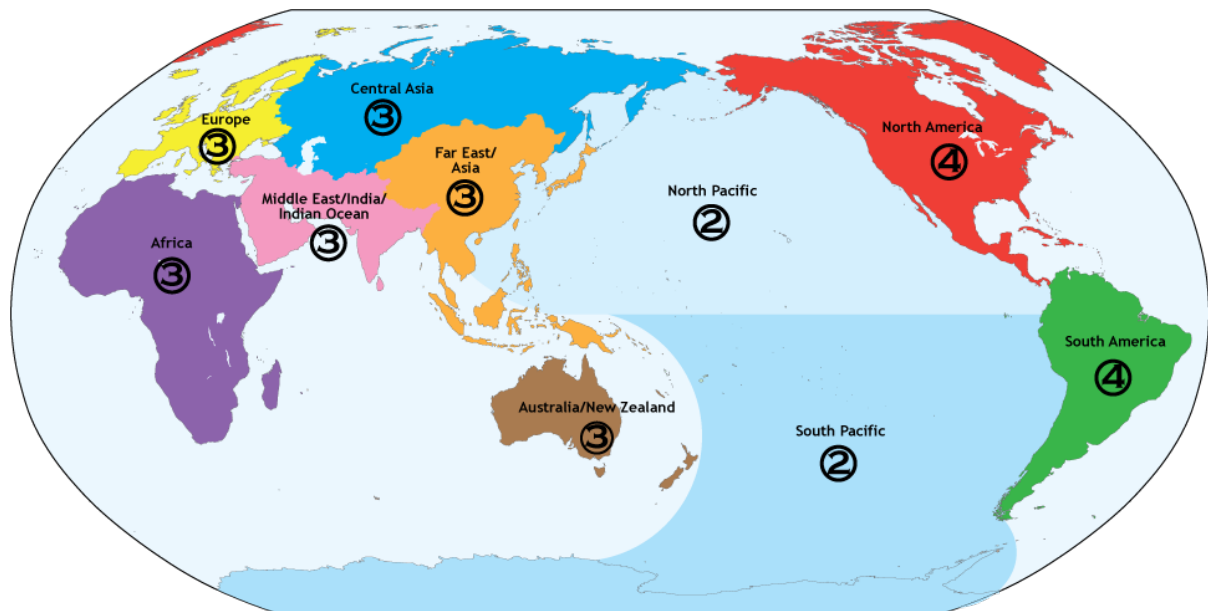 Central Asia
③
Europe
③
North America
④
Far East/
Asia
③
North Pacific
②
Middle East/India/
Indian Ocean
③
Africa
③
South America
④
Australia/New Zealand
③
South Pacific
②